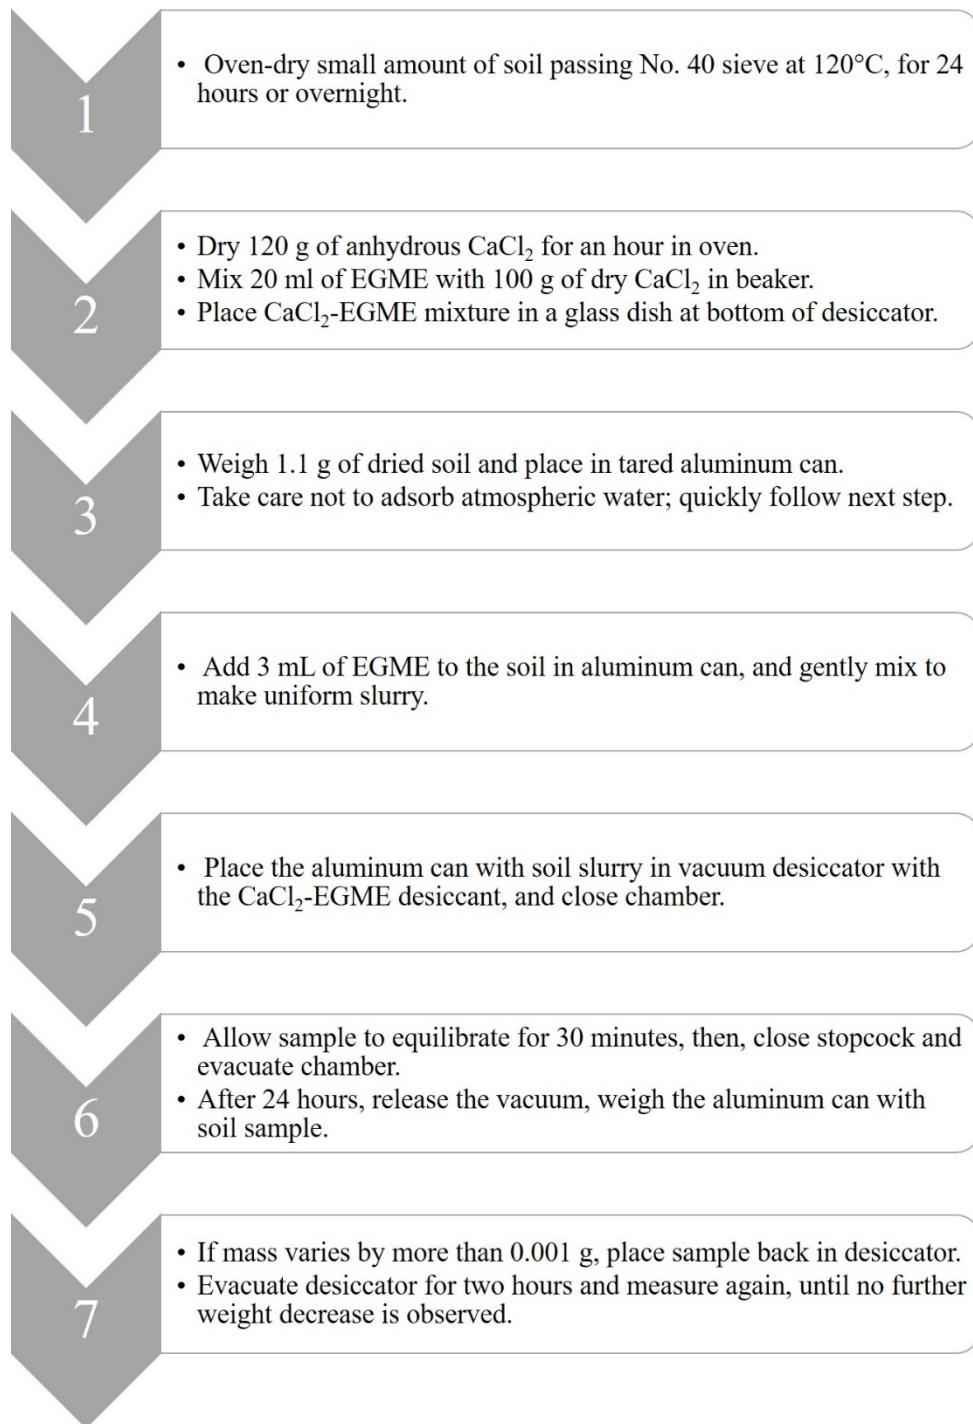 1
• Oven-dry small amount of soil passing No. 40 sieve at 120°C, for 24
hours or overnight.
2
• Dry 120 g of anhydrous CaCl₂ for an hour in oven.
• Mix 20 ml of EGME with 100 g of dry CaCl₂ in beaker.
• Place CaCl₂-EGME mixture in a glass dish at bottom of desiccator.
3
• Weigh 1.1 g of dried soil and place in tared aluminum can.
• Take care not to adsorb atmospheric water; quickly follow next step.
4
• Add 3 mL of EGME to the soil in aluminum can, and gently mix to
make uniform slurry.
5
• Place the aluminum can with soil slurry in vacuum desiccator with
the CaCl₂-EGME desiccant, and close chamber.
6
• Allow sample to equilibrate for 30 minutes, then, close stopcock and
evacuate chamber.
• After 24 hours, release the vacuum, weigh the aluminum can with
soil sample.
7
• If mass varies by more than 0.001 g, place sample back in desiccator.
• Evacuate desiccator for two hours and measure again, until no further
weight decrease is observed.